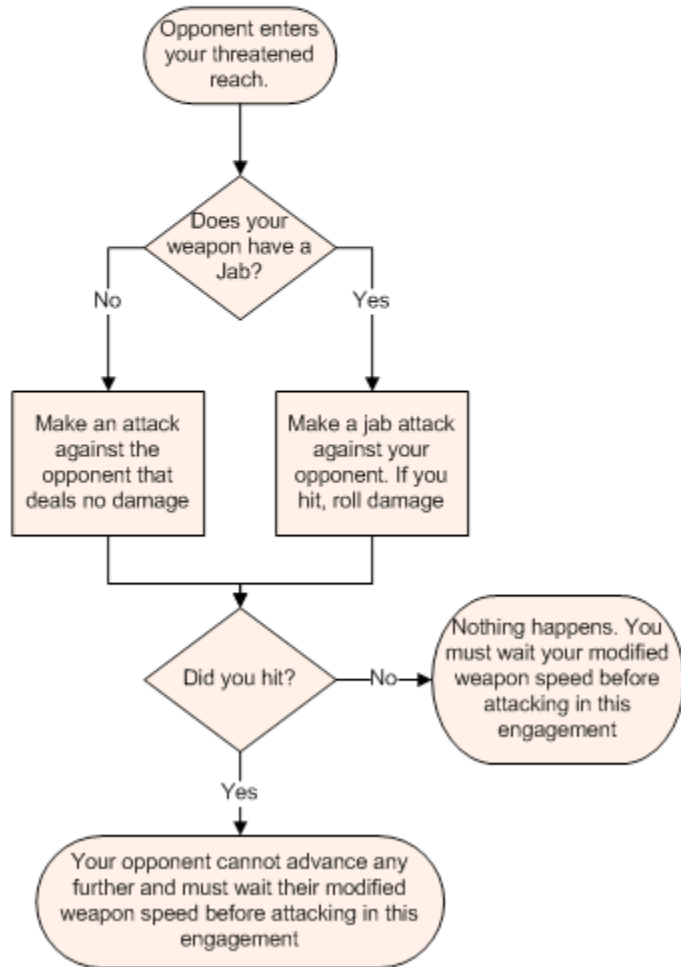 Opponent enters
your threatened
reach.
Does your
weapon have a
Jab?
No
Yes
Make an attack
against the
opponent that
deals no damage
Make a jab attack
against your
opponent. If you
hit, roll damage
Did you hit?
No
Nothing happens. You
must wait your modified
weapon speed before
attacking in this
engagement
Yes
Your opponent cannot advance any
further and must wait their modified
weapon speed before attacking in this
engagement